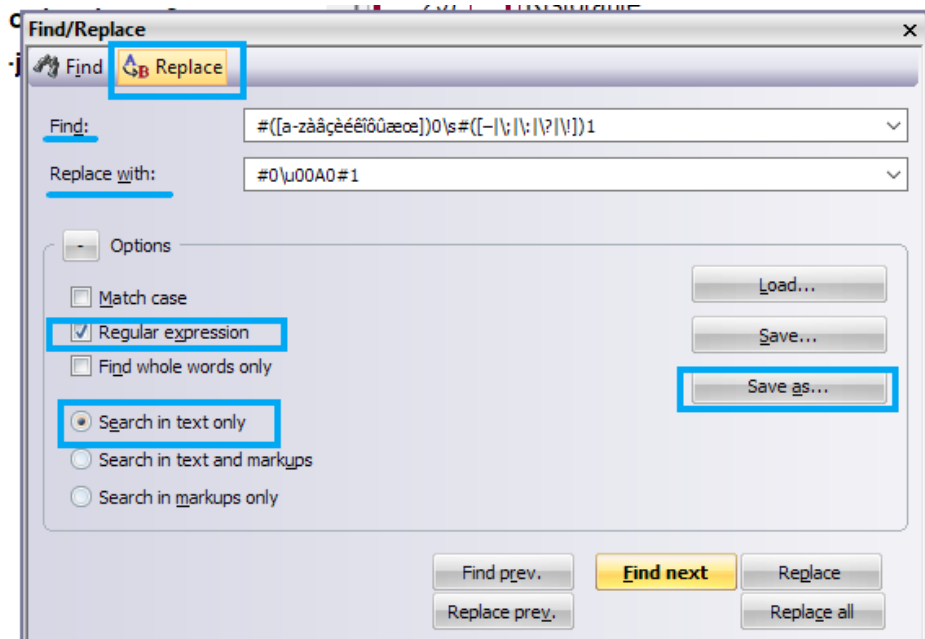 Find/Replace
Find Replace
Find: #([a-zàâçèéêîôûæœ])0\s#([–|\;|\:|\?|\!])1
Replace with: #0\u00A0#1
- Options
Match case
Load...
Regular expression
Save...
Find whole words only
Save as...
Search in text only
Search in text and markups
Search in markups only
Find prev. Find next Replace
Replace prev. Replace all